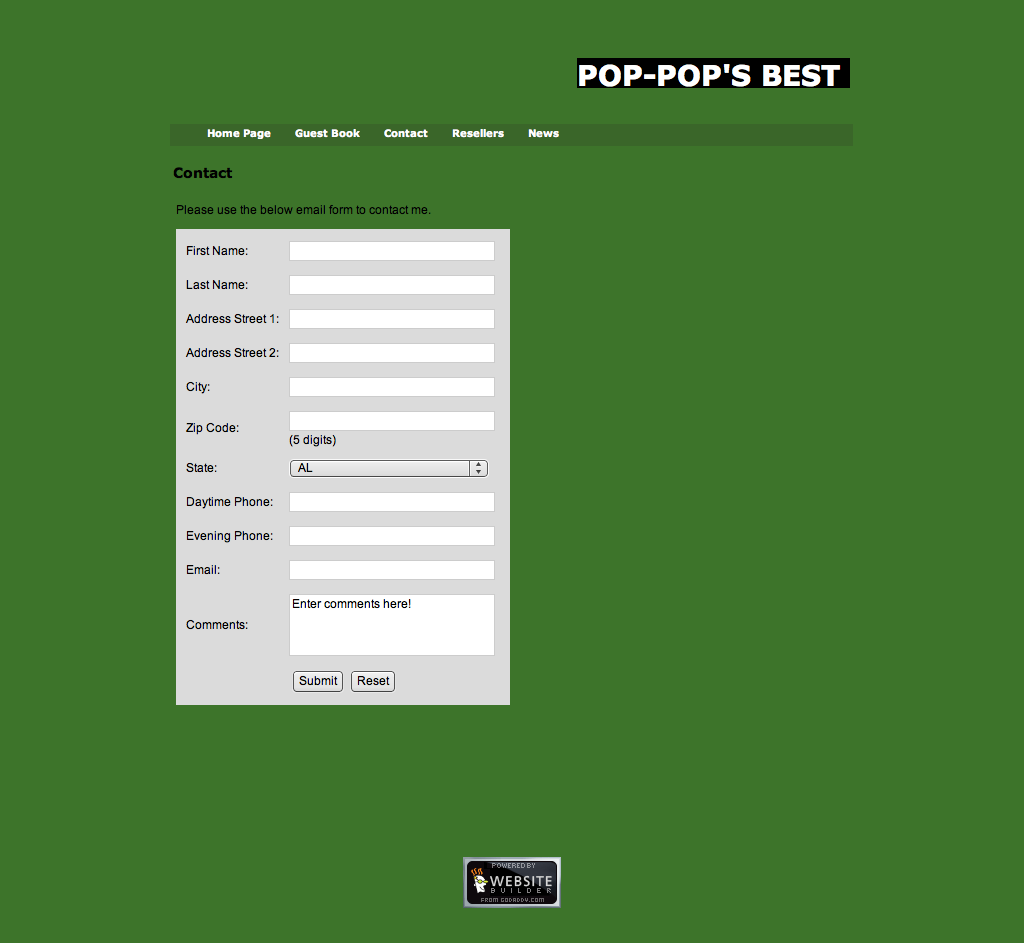 POP-POP'S BEST
Home Page Guest Book Contact Resellers News
Contact
Please use the below email form to contact me.
First Name:
Last Name:
Address Street 1:
Address Street 2:
City:
Zip Code:
(5 digits)
State: AL
Daytime Phone:
Evening Phone:
Email:
Enter comments here!
Comments:
Submit Reset
POWERED BY
WEBSITE
BUILDER
FROM GODADDY.COM